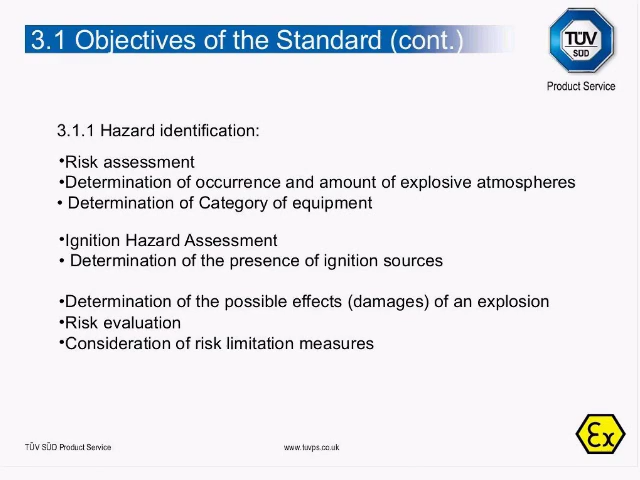 3.1 Objectives of the Standard (cont.)
TÜV
SÜD
Product Service
3.1.1 Hazard identification:
•Risk assessment
•Determination of occurrence and amount of explosive atmospheres
• Determination of Category of equipment
•Ignition Hazard Assessment
• Determination of the presence of ignition sources
•Determination of the possible effects (damages) of an explosion
•Risk evaluation
•Consideration of risk limitation measures
TÜV SÜD Product Service
www.tuvps.co.uk
Ex